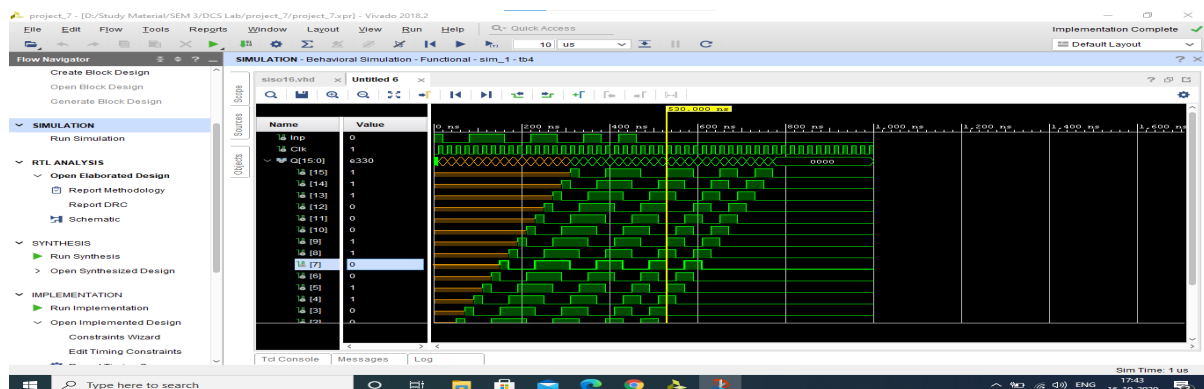 project_7 - [D:/Study Material/SEM 3/DCS Lab/project_7/project_7.xpr] - Vivado 2018.2
File Edit Flow Tools Reports Window Layout View Run Help Quick Access Implementation Complete
10 us Default Layout
Flow Navigator
SIMULATION - Behavioral Simulation - Functional - sim_1 - tb4
Create Block Design
Open Block Design
Generate Block Design
SIMULATION
Run Simulation
RTL ANALYSIS
Open Elaborated Design
Report Methodology
Report DRC
Schematic
SYNTHESIS
Run Synthesis
Open Synthesized Design
IMPLEMENTATION
Run Implementation
Open Implemented Design
Constraints Wizard
Edit Timing Constraints
Scope
Sources
Objects
siso16.vhd Untitled 6
530.000 ns
Name Value 0 ns 200 ns 400 ns 600 ns 800 ns 1,000 ns 1,200 ns 1,400 ns 1,600 ns
Inp 0
Clk 1
Q[15:0] e330 0000
[15] 1
[14] 1
[13] 1
[12] 0
[11] 0
[10] 0
[9] 1
[8] 1
[7] 0
[6] 0
[5] 1
[4] 1
[3] 0
[2] 0
Tcl Console Messages Log
Sim Time: 1 us
Type here to search
ENG 17:43
16-10-2020